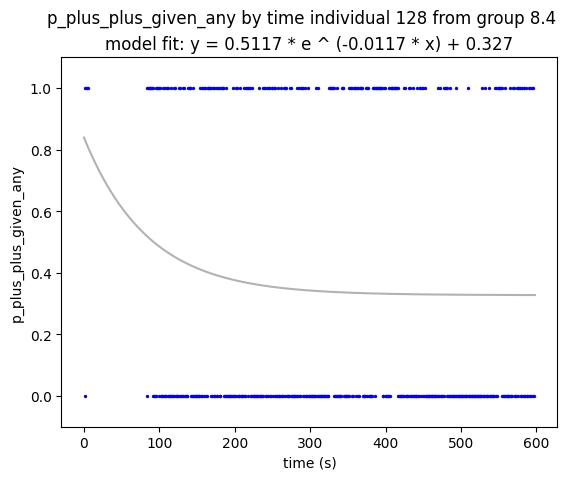 p_plus_plus_given_any by time individual 128 from group 8.4
model fit: y = 0.5117 * e ^ (-0.0117 * x) + 0.327
1.0
0.8
0.6
0.4
0.2
0.0
p_plus_plus_given_any
0 100 200 300 400 500 600
time (s)